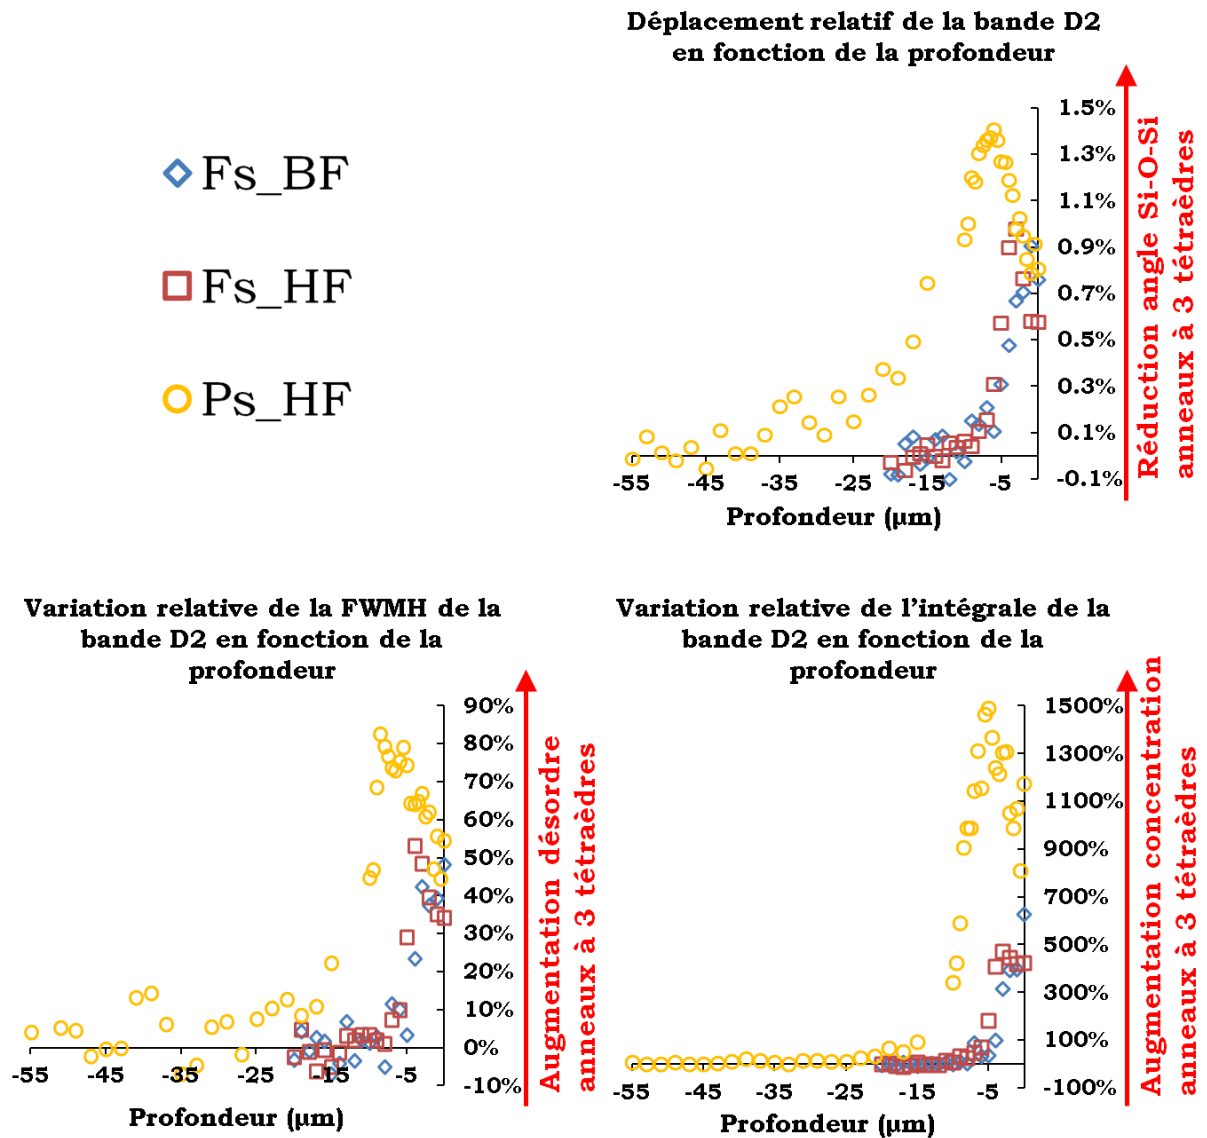 Déplacement relatif de la bande D2
en fonction de la profondeur
Fs_BF
Fs_HF
Ps_HF
1.5%
1.3%
1.1%
0.9%
0.7%
0.5%
0.3%
0.1%
-0.1%
-55
-45
-35
-25
-15
-5
Profondeur (µm)
Réduction angle Si-O-Si
anneaux à 3 tétraèdres
Variation relative de la FWMH de la
bande D2 en fonction de la
profondeur
90%
80%
70%
60%
50%
40%
30%
20%
10%
0%
-10%
-55
-45
-35
-25
-15
-5
Profondeur (µm)
Augmentation désordre
anneaux à 3 tétraèdres
Variation relative de l’intégrale de la
bande D2 en fonction de la
profondeur
1500%
1300%
1100%
900%
700%
500%
300%
100%
-100%
-55
-45
-35
-25
-15
-5
Profondeur (µm)
Augmentation concentration
anneaux à 3 tétraèdres